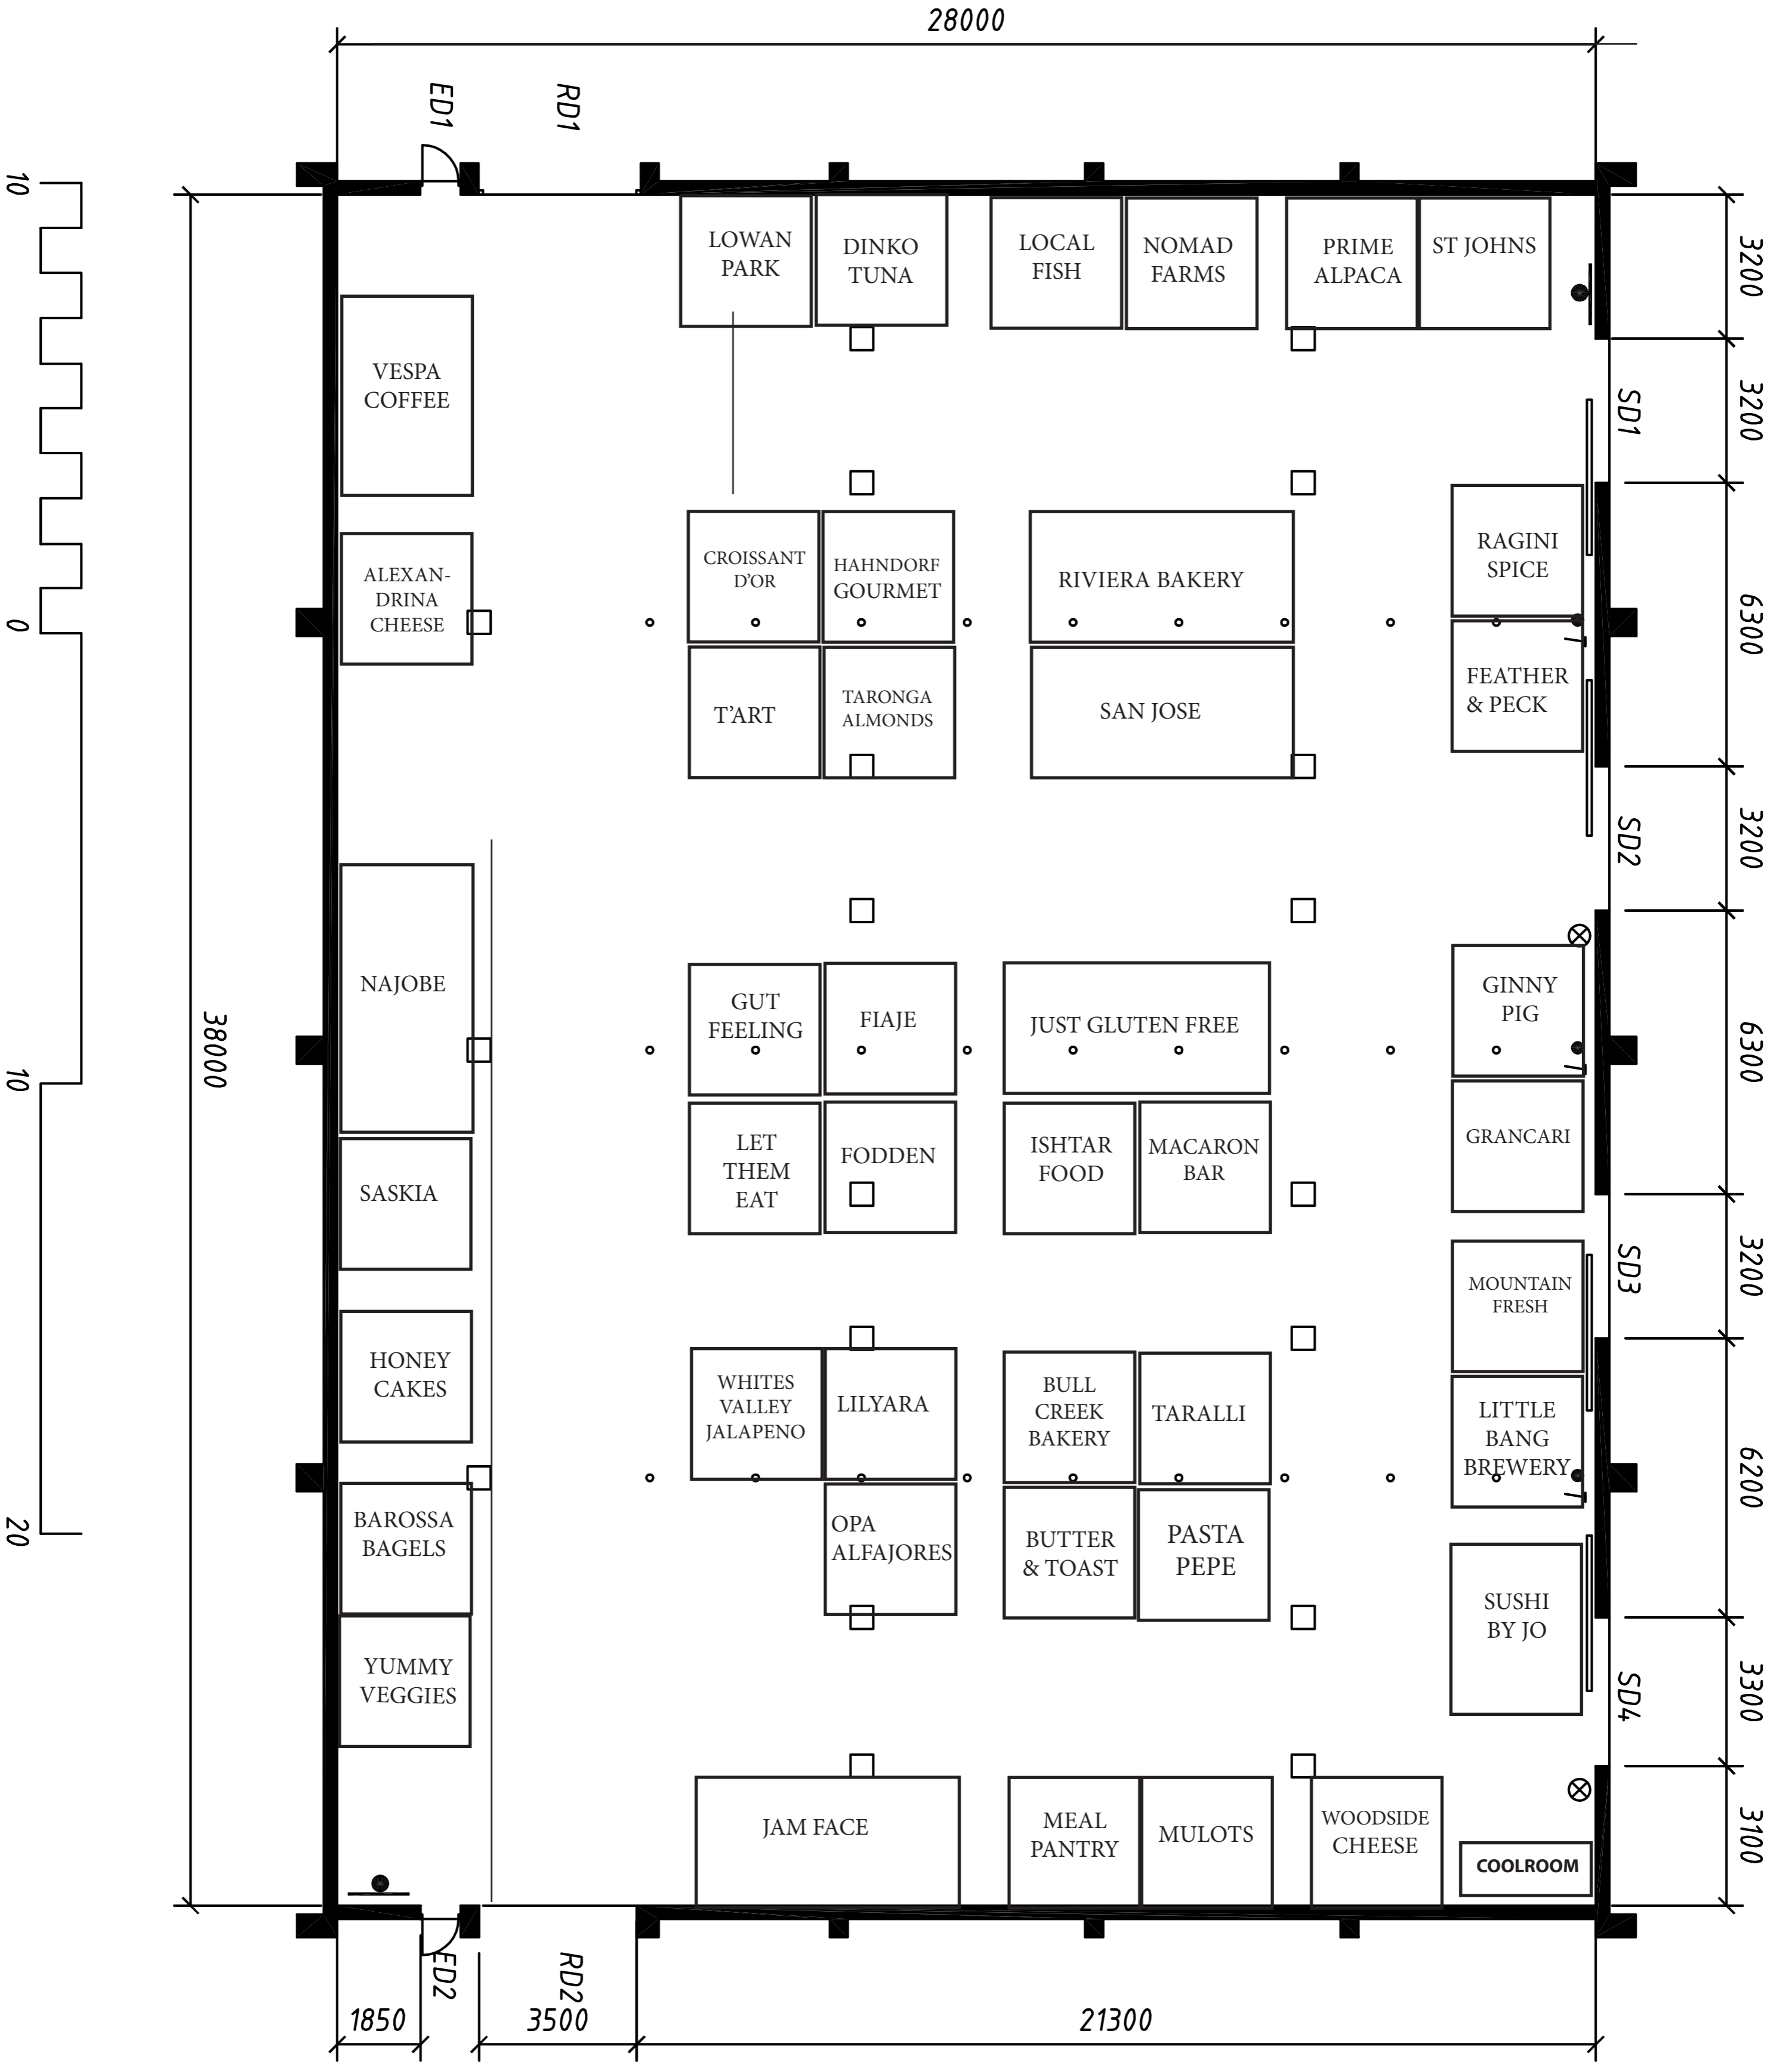 28000
ED1
RD1
10
0
10
20
38000
LOWAN
PARK
DINKO
TUNA
LOCAL
FISH
NOMAD
FARMS
PRIME
ALPACA
ST JOHNS
3200
3200
SD1
6300
3200
SD2
6300
3200
SD3
6200
3300
SD4
3100
VESPA
COFFEE
ALEXAN-
DRINA
CHEESE
CROISSANT
D’OR
HAHNDORF
GOURMET
RIVIERA BAKERY
RAGINI
SPICE
T’ART
TARONGA
ALMONDS
SAN JOSE
FEATHER
& PECK
NAJOBE
GUT
FEELING
FIAJE
JUST GLUTEN FREE
GINNY
PIG
LET
THEM
EAT
FODDEN
ISHTAR
FOOD
MACARON
BAR
GRANCARI
SASKIA
MOUNTAIN
FRESH
HONEY
CAKES
WHITES
VALLEY
JALAPENO
LILYARA
BULL
CREEK
BAKERY
TARALLI
LITTLE
BANG
BREWERY
BAROSSA
BAGELS
OPA
ALFAJORES
BUTTER
& TOAST
PASTA
PEPE
SUSHI
BY JO
YUMMY
VEGGIES
JAM FACE
MEAL
PANTRY
MULOTS
WOODSIDE
CHEESE
COOLROOM
ED2
RD2
1850
3500
21300